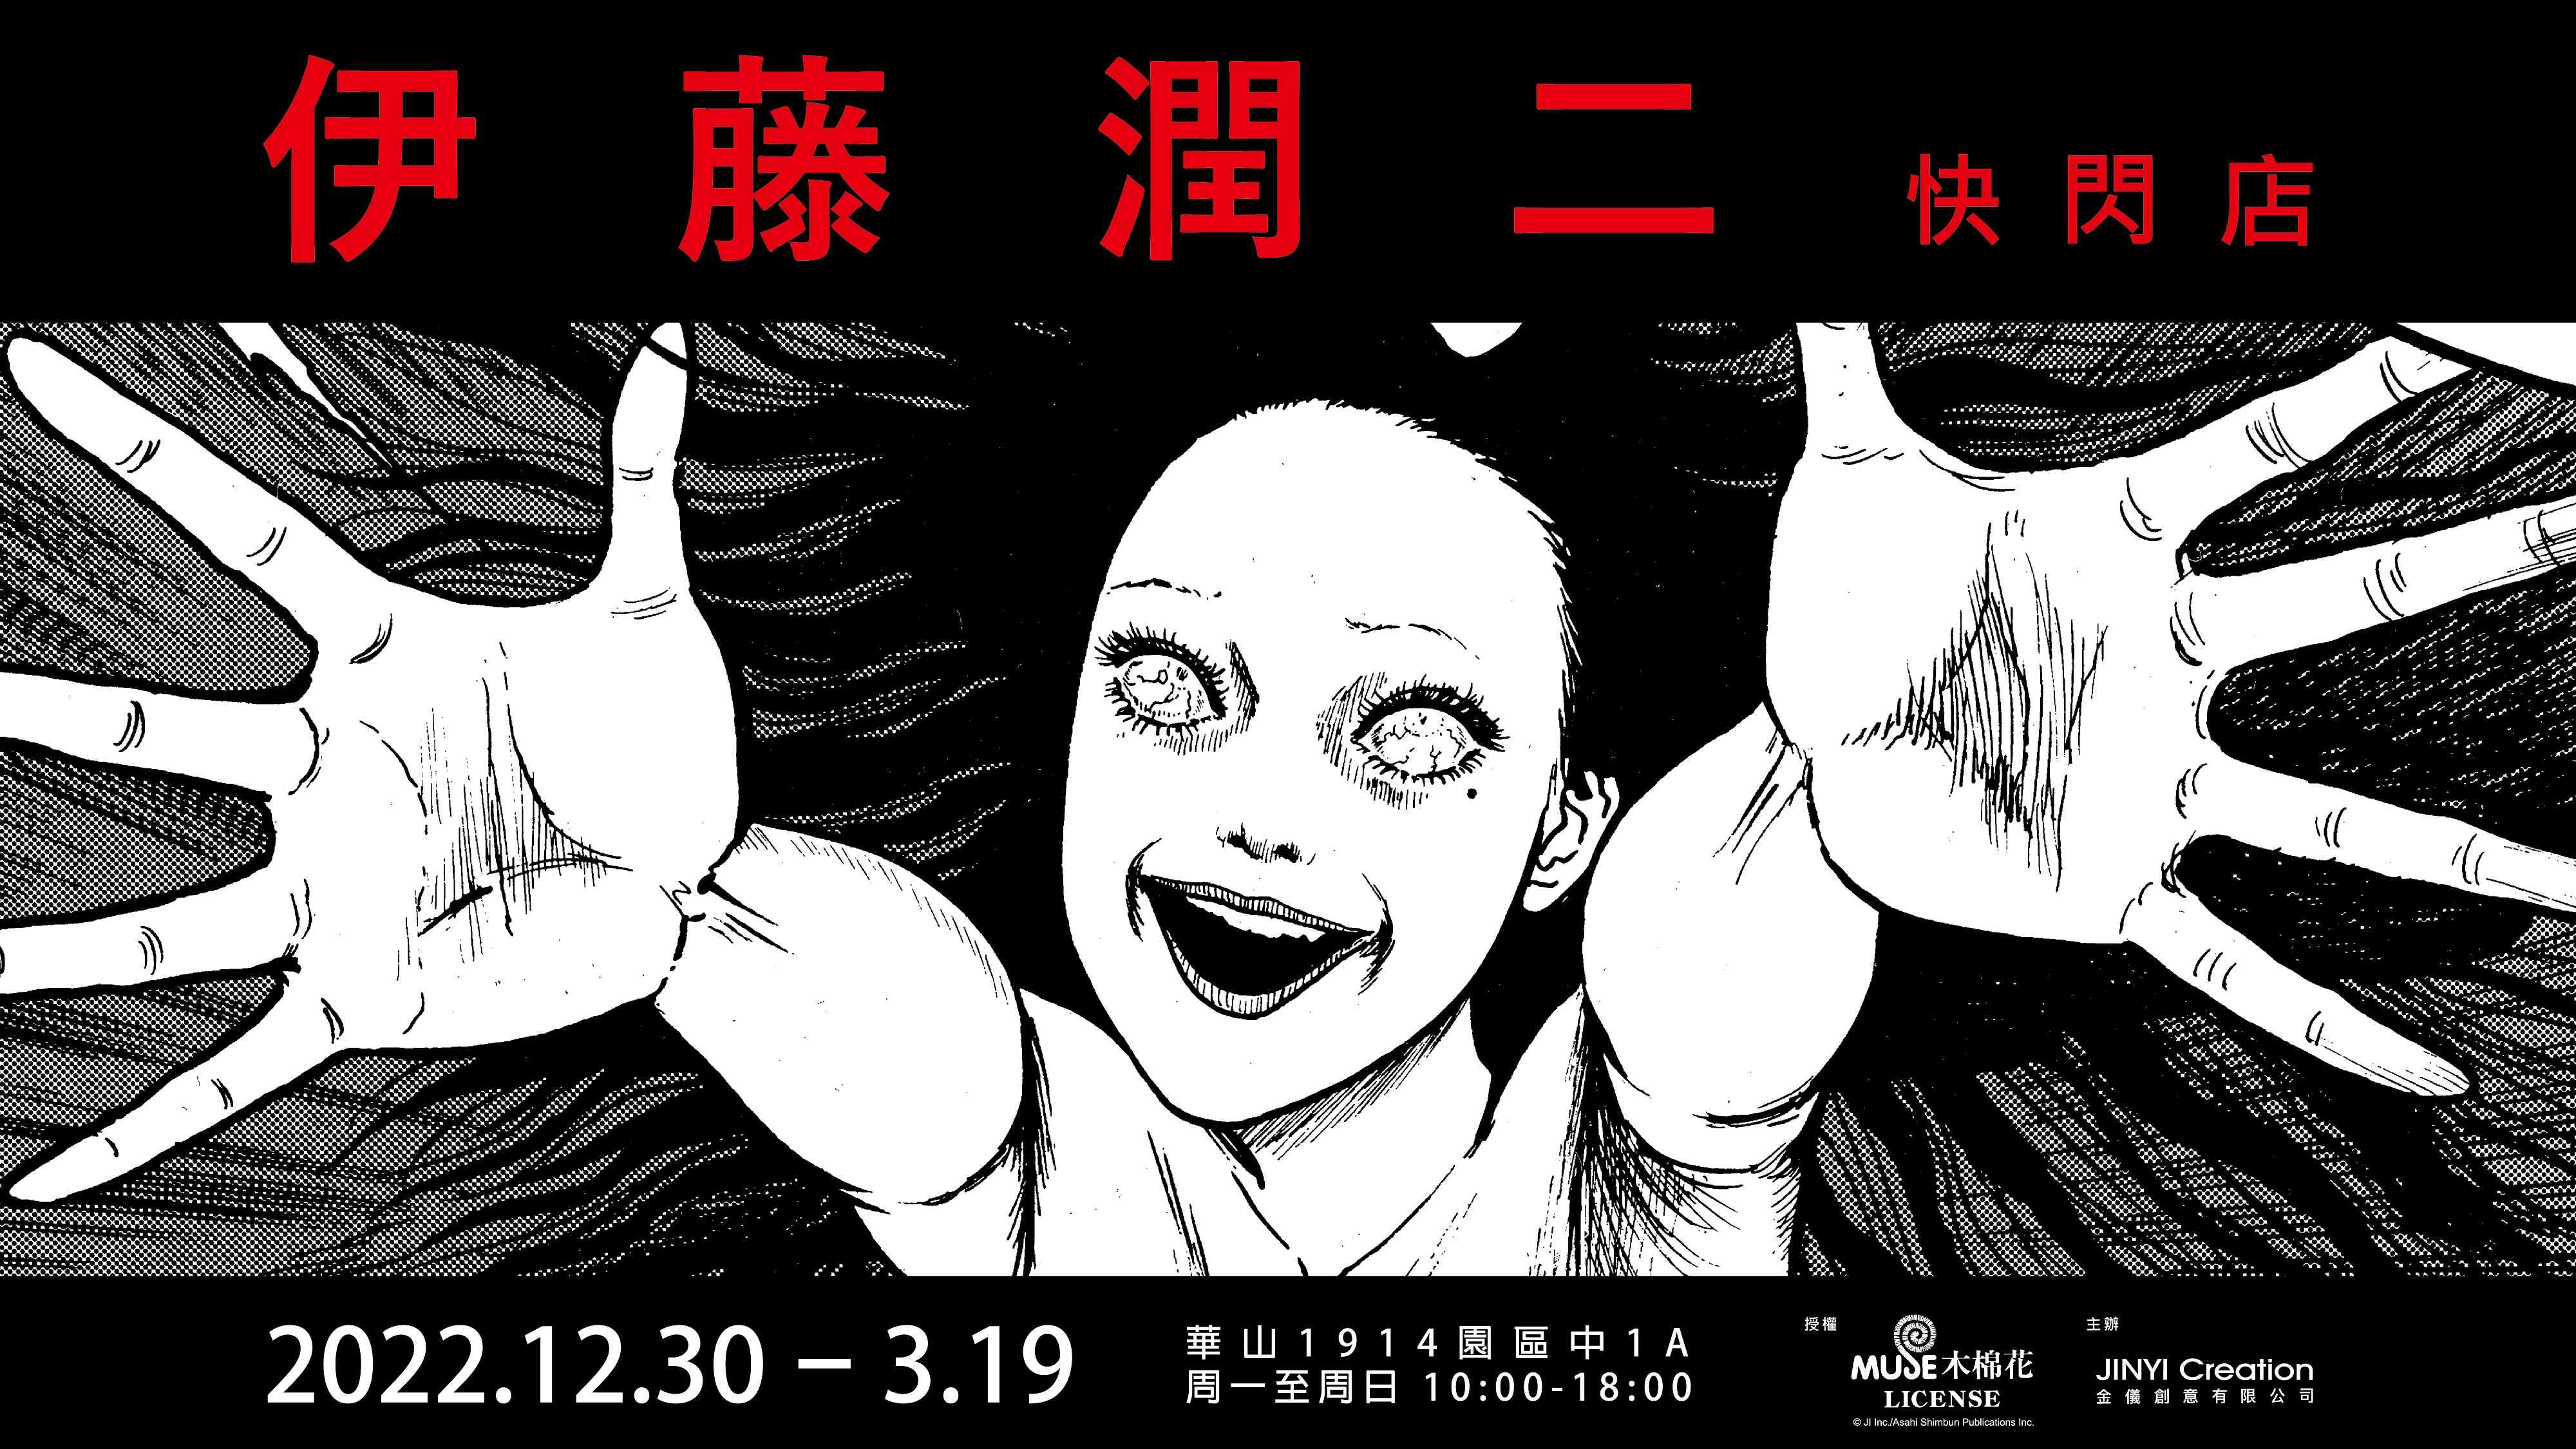 伊藤潤二 快閃店
2022.12.30 – 3.19
華山1914園區中1A
周一至周日 10:00-18:00
授權
MUSE木棉花
LICENSE
© JI Inc./Asahi Shimbun Publications Inc.
主辦
JINYI Creation
金儀創意有限公司